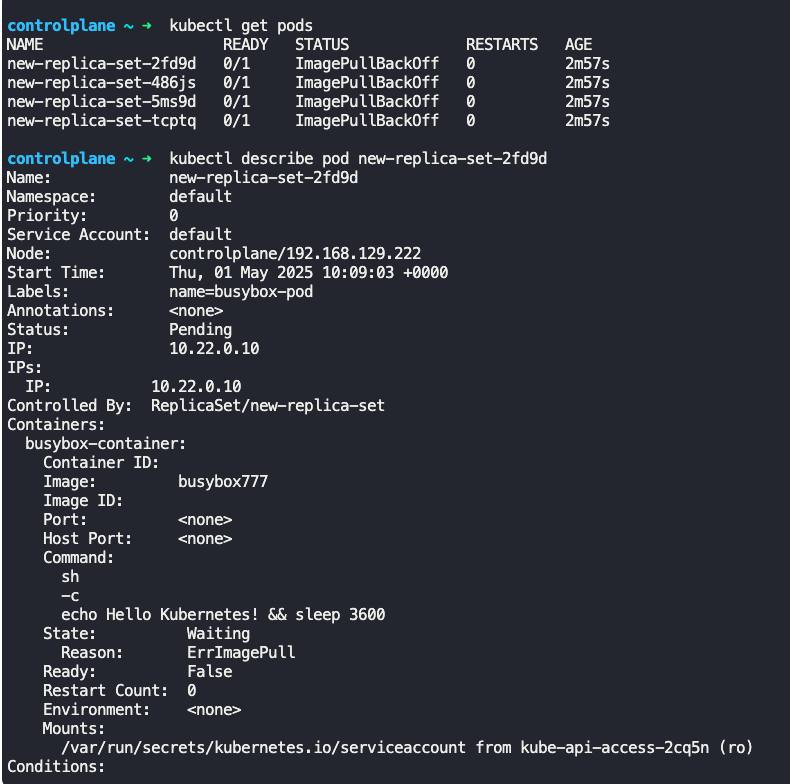 controlplane ~ ➜  kubectl get pods
NAME                    READY   STATUS             RESTARTS   AGE
new-replica-set-2fd9d   0/1     ImagePullBackOff   0          2m57s
new-replica-set-486js   0/1     ImagePullBackOff   0          2m57s
new-replica-set-5ms9d   0/1     ImagePullBackOff   0          2m57s
new-replica-set-tcptq   0/1     ImagePullBackOff   0          2m57s
controlplane ~ ➜  kubectl describe pod new-replica-set-2fd9d
Name:             new-replica-set-2fd9d
Namespace:        default
Priority:         0
Service Account:  default
Node:             controlplane/192.168.129.222
Start Time:       Thu, 01 May 2025 10:09:03 +0000
Labels:           name=busybox-pod
Annotations:      <none>
Status:           Pending
IP:               10.22.0.10
IPs:
  IP:           10.22.0.10
Controlled By:  ReplicaSet/new-replica-set
Containers:
  busybox-container:
    Container ID:
    Image:         busybox777
    Image ID:
    Port:          <none>
    Host Port:     <none>
    Command:
      sh
      -c
      echo Hello Kubernetes! && sleep 3600
    State:          Waiting
      Reason:       ErrImagePull
    Ready:          False
    Restart Count:  0
    Environment:    <none>
    Mounts:
      /var/run/secrets/kubernetes.io/serviceaccount from kube-api-access-2cq5n (ro)
Conditions: